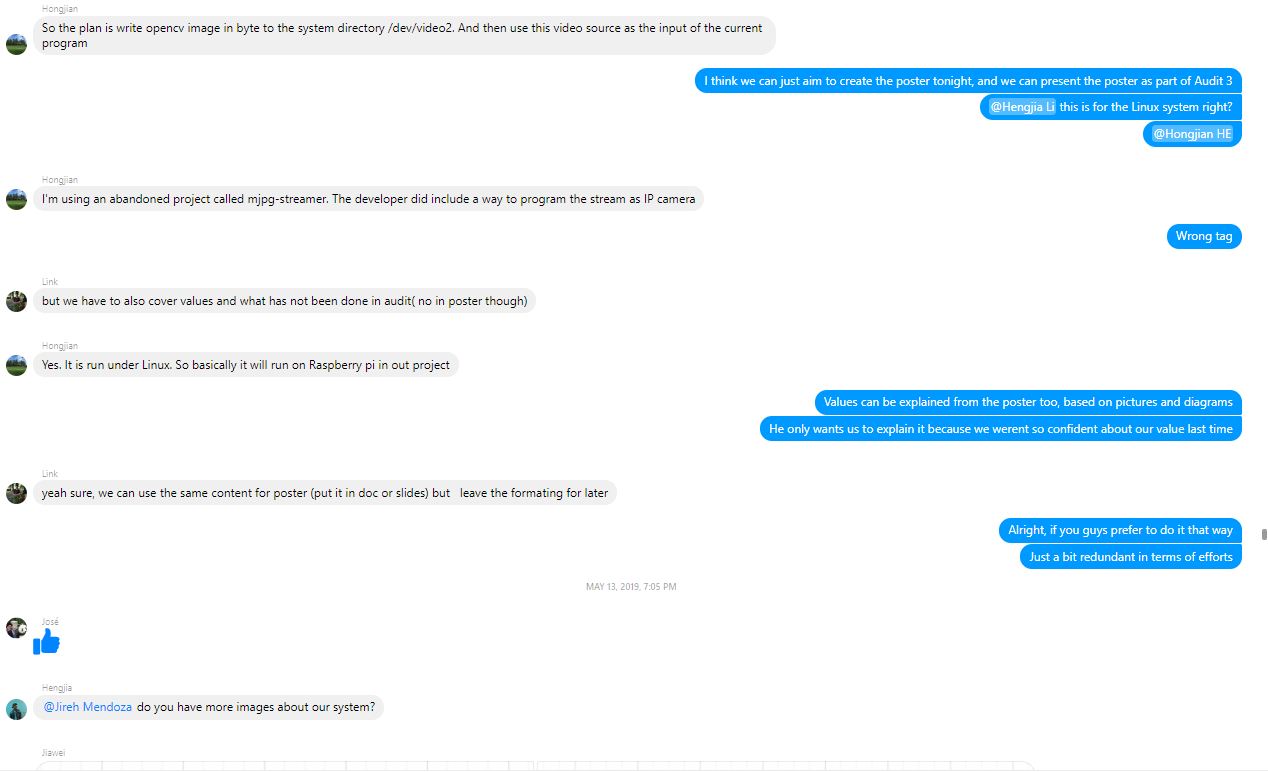 Hongjian
So the plan is write opencv image in byte to the system directory /dev/video2. And then use this video source as the input of the current
program
I think we can just aim to create the poster tonight, and we can present the poster as part of Audit 3
@Hengjia Li this is for the Linux system right?
@Hongjian HE
Hongjian
I'm using an abandoned project called mjpg-streamer. The developer did include a way to program the stream as IP camera
Wrong tag
Link
but we have to also cover values and what has not been done in audit( no in poster though)
Hongjian
Yes. It is run under Linux. So basically it will run on Raspberry pi in out project
Values can be explained from the poster too, based on pictures and diagrams
He only wants us to explain it because we werent so confident about our value last time
Link
yeah sure, we can use the same content for poster (put it in doc or slides) but   leave the formating for later
Alright, if you guys prefer to do it that way
Just a bit redundant in terms of efforts
MAY 13, 2019, 7:05 PM
José
Hengjia
@Jireh Mendoza do you have more images about our system?
Jiawei